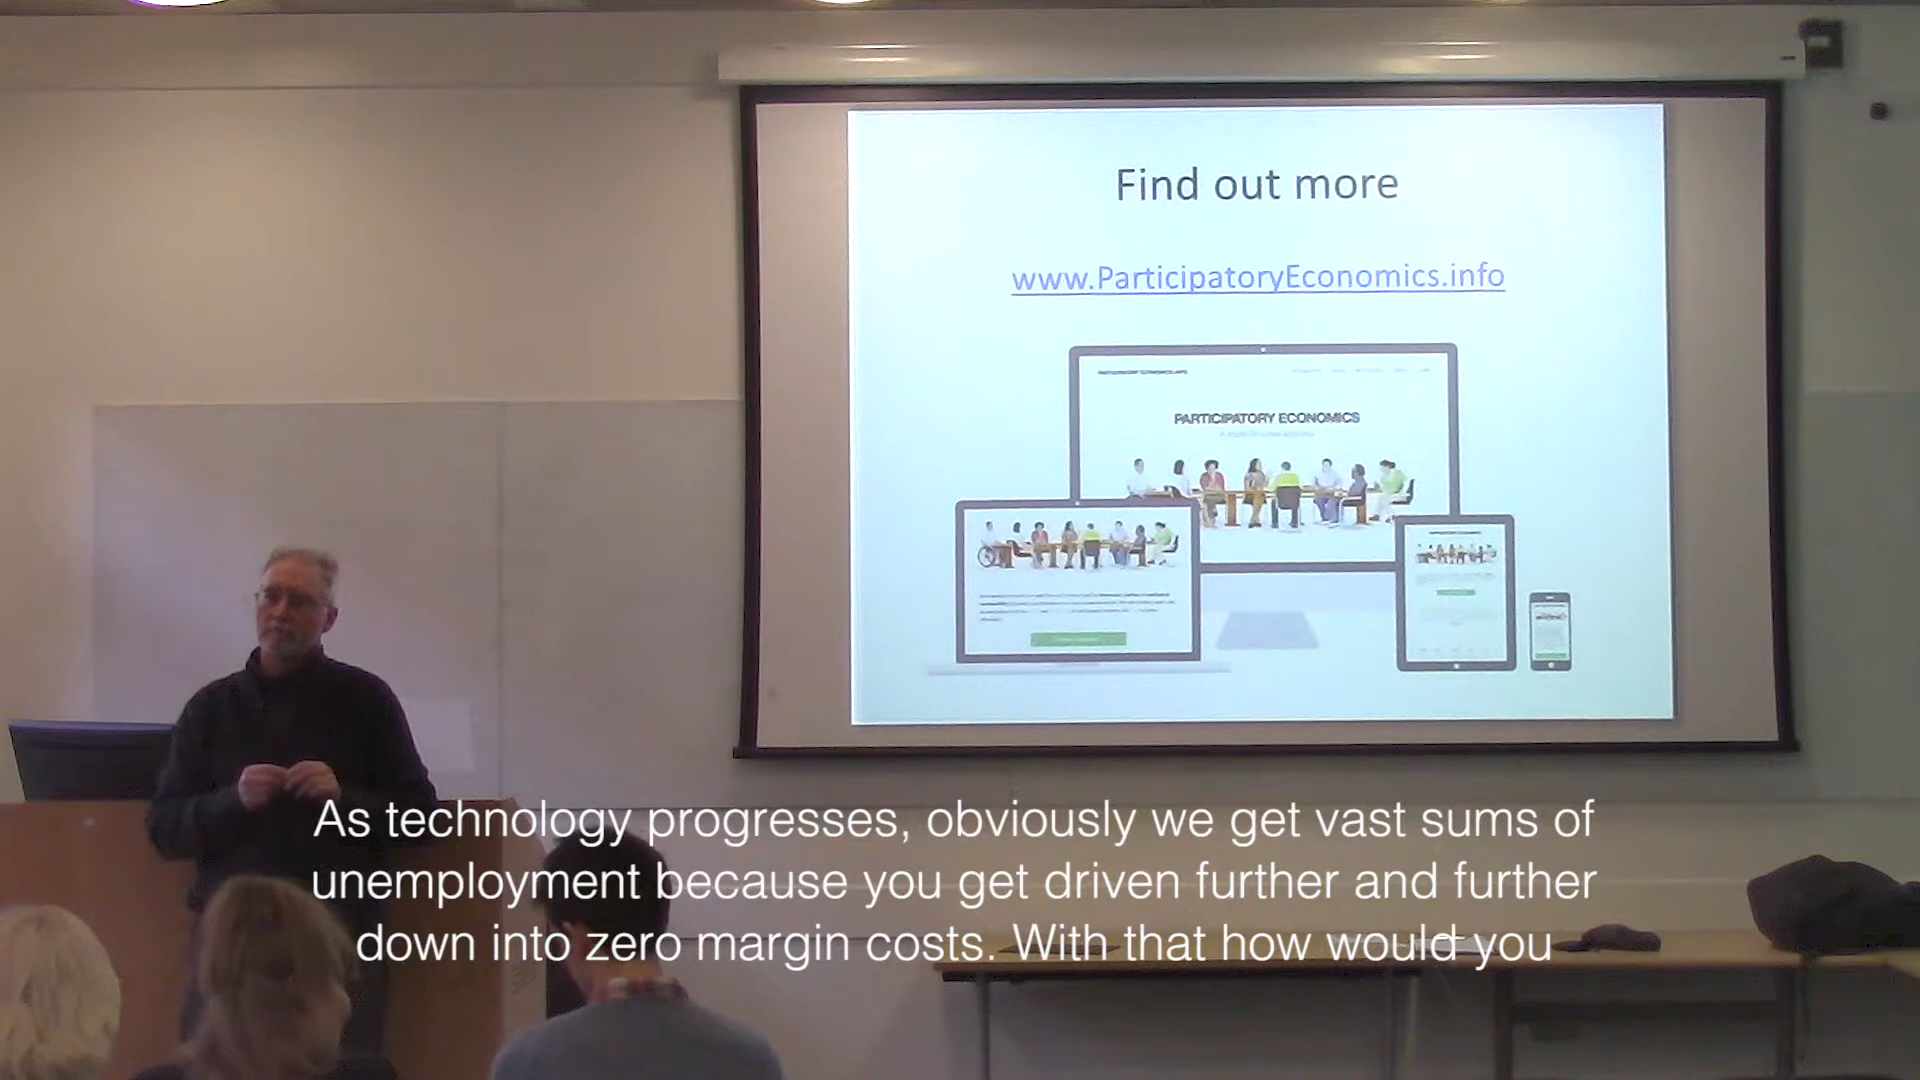 Find out more
www.ParticipatoryEconomics.info
PARTICIPATORY ECONOMICS
As technology progresses, obviously we get vast sums of
unemployment because you get driven further and further
down into zero margin costs. With that how would you